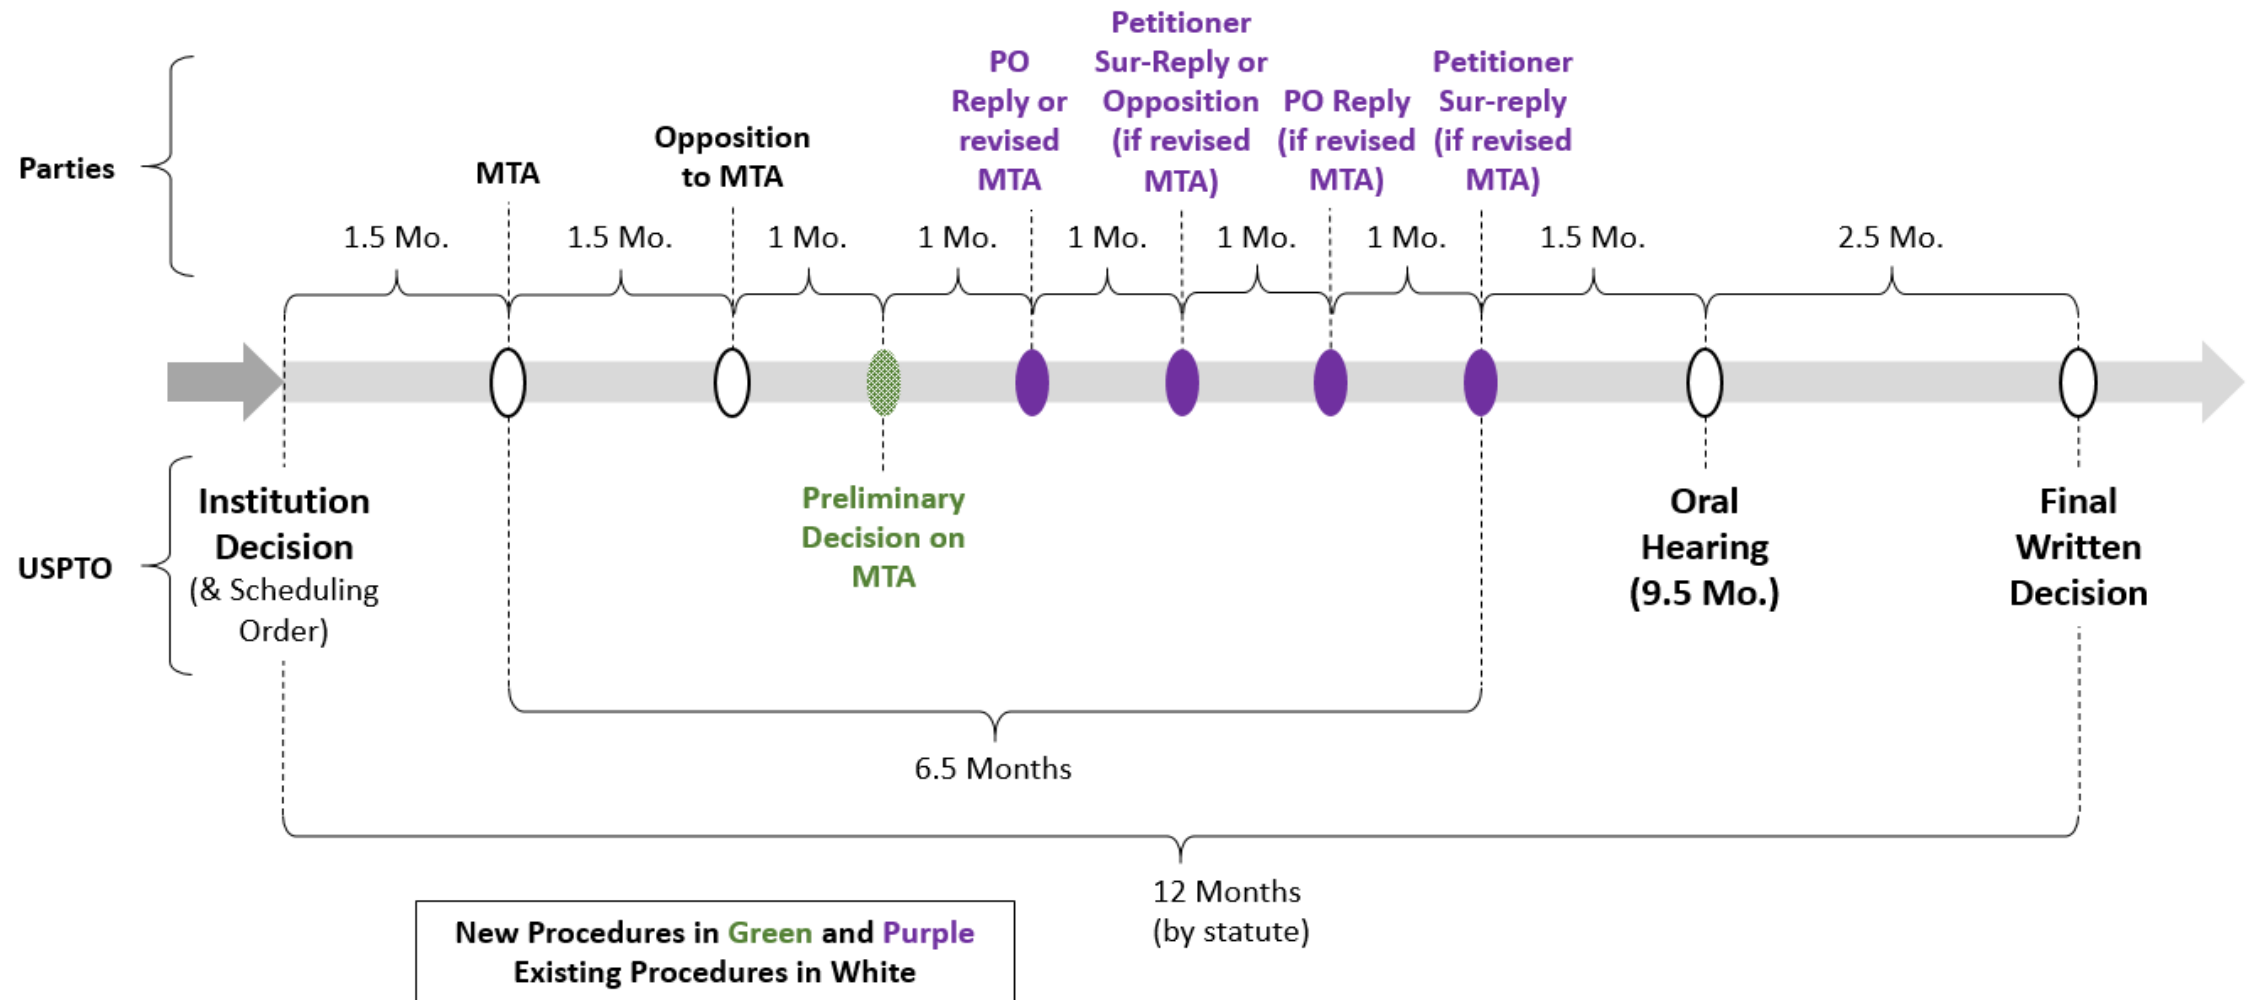 Parties
MTA
Opposition
to MTA
PO
Reply or
revised
MTA
Petitioner
Sur-Reply or
Opposition
(if revised
MTA)
PO Reply
(if revised
MTA)
Petitioner
Sur-reply
(if revised
MTA)
1.5 Mo.
1.5 Mo.
1 Mo.
1 Mo.
1 Mo.
1 Mo.
1 Mo.
1.5 Mo.
2.5 Mo.
USPTO
Institution
Decision
(& Scheduling
Order)
Preliminary
Decision on
MTA
Oral
Hearing
(9.5 Mo.)
Final
Written
Decision
6.5 Months
12 Months
(by statute)
New Procedures in Green and Purple
Existing Procedures in White